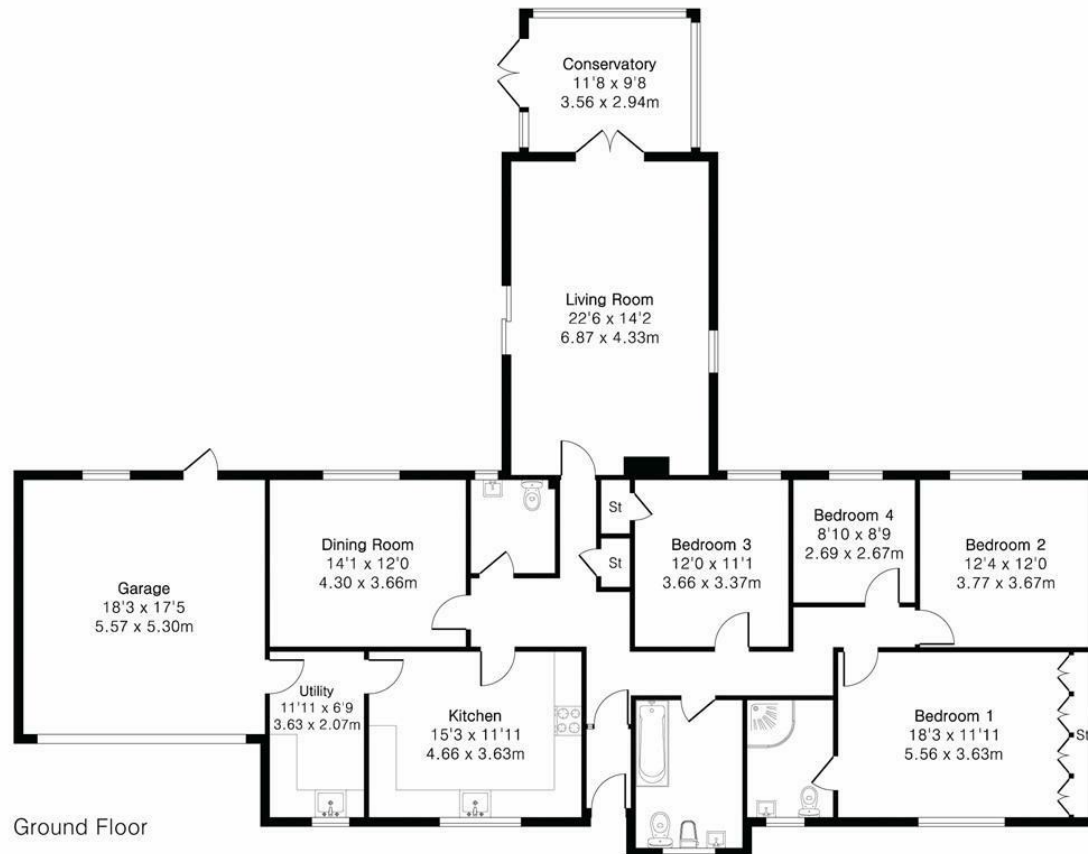 Conservatory
11'8 x 9'8
3.56 x 2.94m
Living Room
22'6 x 14'2
6.87 x 4.33m
Garage
18'3 x 17'5
5.57 x 5.30m
Dining Room
14'1 x 12'0
4.30 x 3.66m
St
St
Bedroom 3
12'0 x 11'1
3.66 x 3.37m
Bedroom 4
8'10 x 8'9
2.69 x 2.67m
Bedroom 2
12'4 x 12'0
3.77 x 3.67m
Utility
11'11 x 6'9
3.63 x 2.07m
Kitchen
15'3 x 11'11
4.66 x 3.63m
Bedroom 1
18'3 x 11'11
5.56 x 3.63m
St
Ground Floor